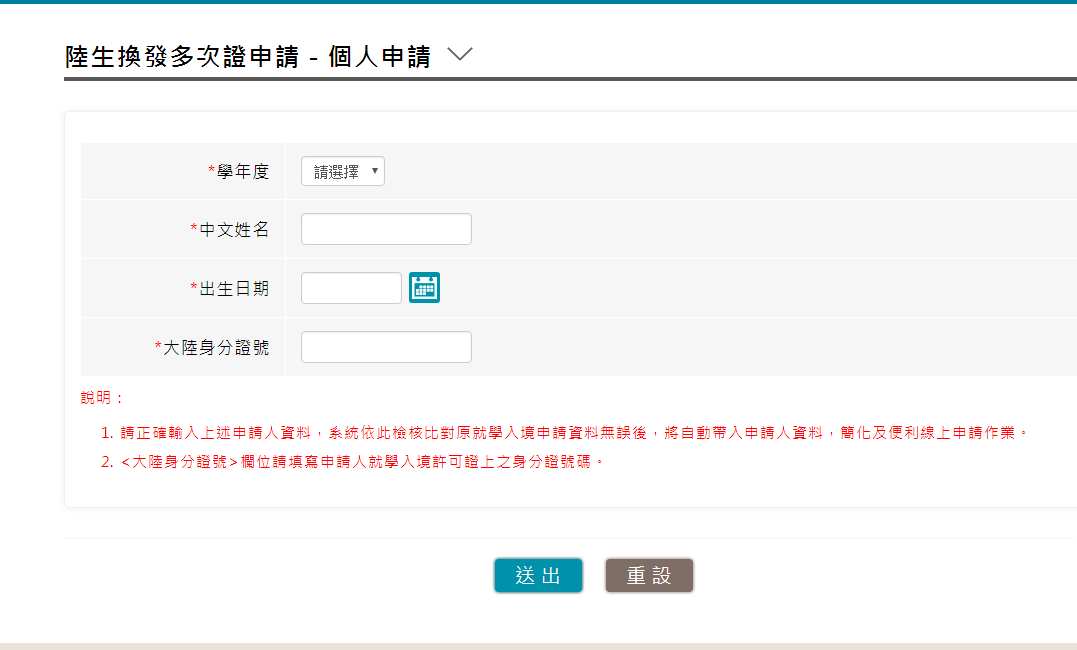 陸生換發多次證申請 - 個人申請
*學年度 請選擇
*中文姓名
*出生日期
*大陸身分證號
說明：
1. 請正確輸入上述申請人資料，系統依此檢核比對原就學入境申請資料無誤後，將自動帶入申請人資料，簡化及便利線上申請作業。
2. <大陸身分證號>欄位請填寫申請人就學入境許可證上之身分證號碼。
送出 重設